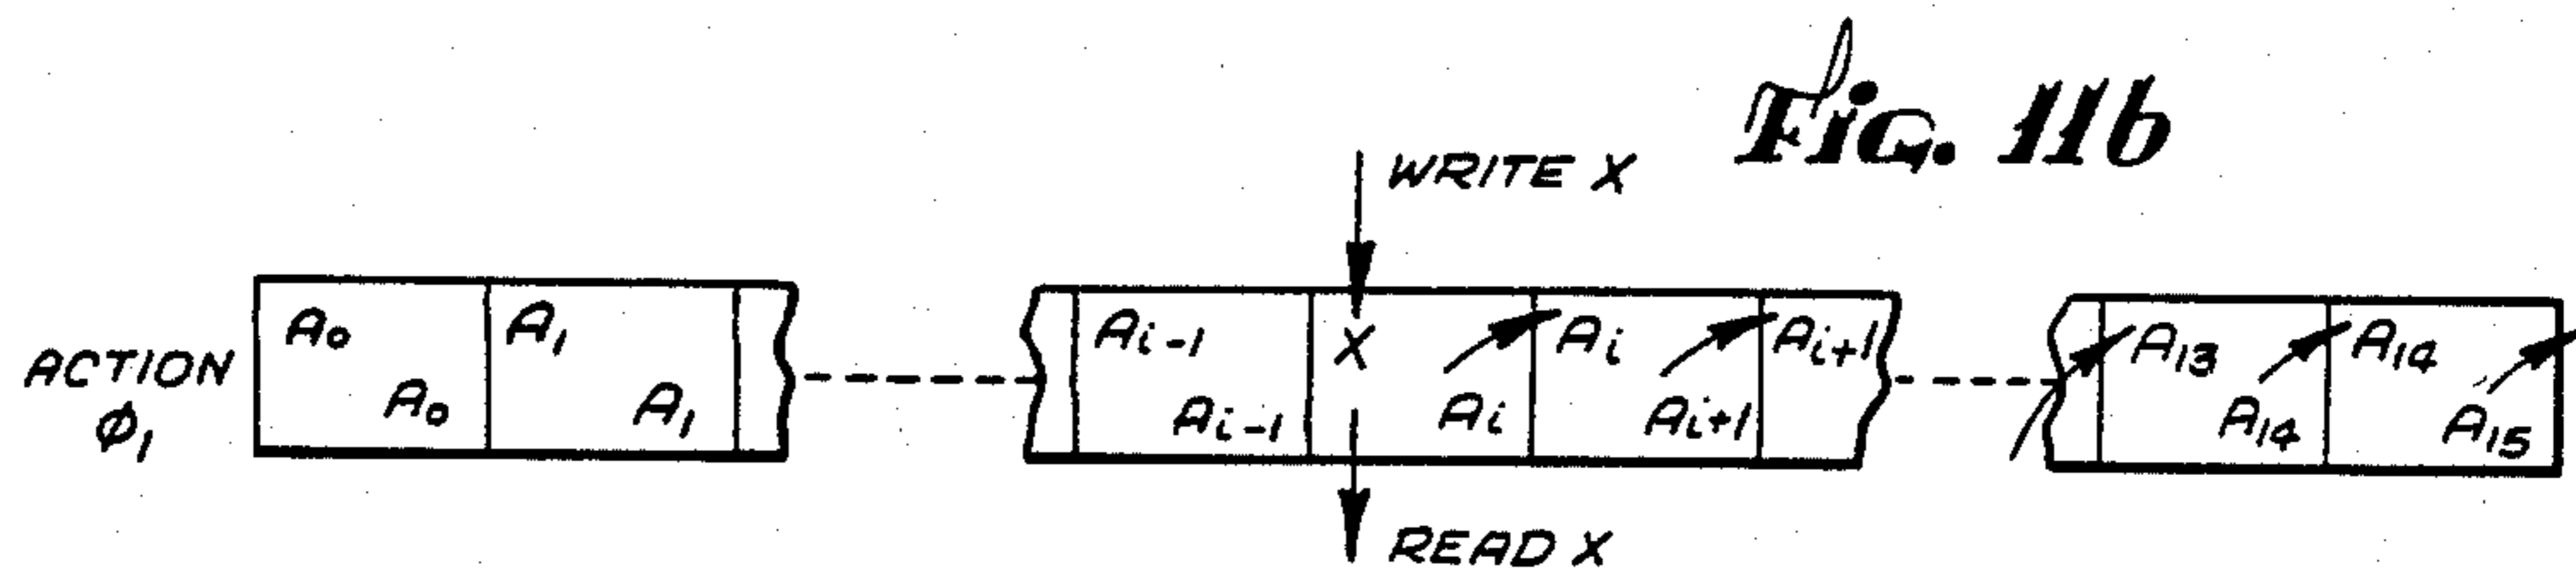 Fig. 11b
WRITE X
A₀ A₁ Aᵢ₋₁ X Aᵢ Aᵢ₊₁ A₁₃ A₁₄
ACTION
A₀ A₁ Aᵢ₋₁ Aᵢ Aᵢ₊₁ A₁₄ A₁₅
ϕ₁
READ X